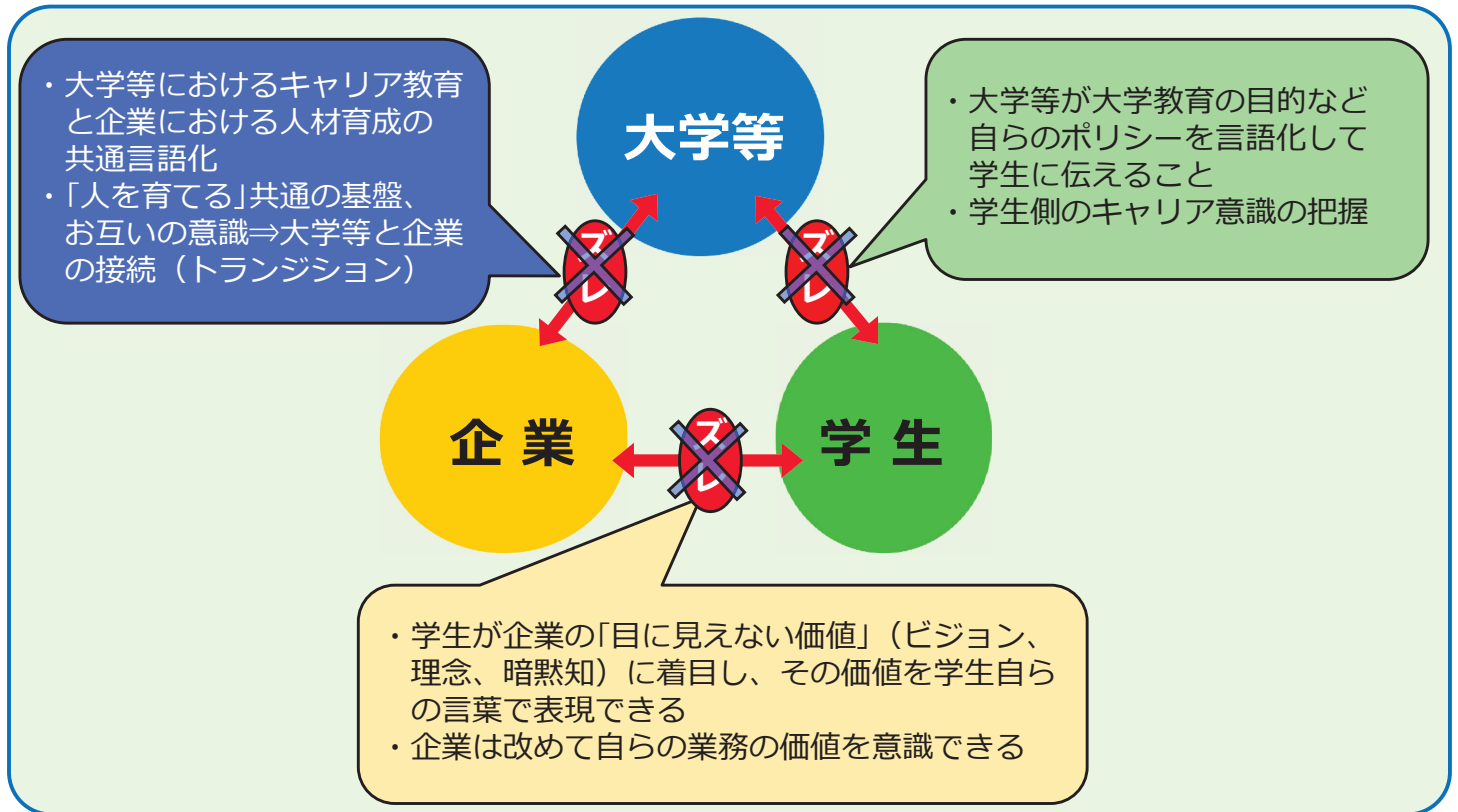 ・大学等におけるキャリア教育
と企業における人材育成の
共通言語化
・「人を育てる」共通の基盤、
お互いの意識⇒大学等と企業
の接続（トランジション）
大学等
・大学等が大学教育の目的など
自らのポリシーを言語化して
学生に伝えること
・学生側のキャリア意識の把握
ズレ
ズレ
企 業
ズレ
学 生
・学生が企業の「目に見えない価値」（ビジョン、
理念、暗黙知）に着目し、その価値を学生自ら
の言葉で表現できる
・企業は改めて自らの業務の価値を意識できる